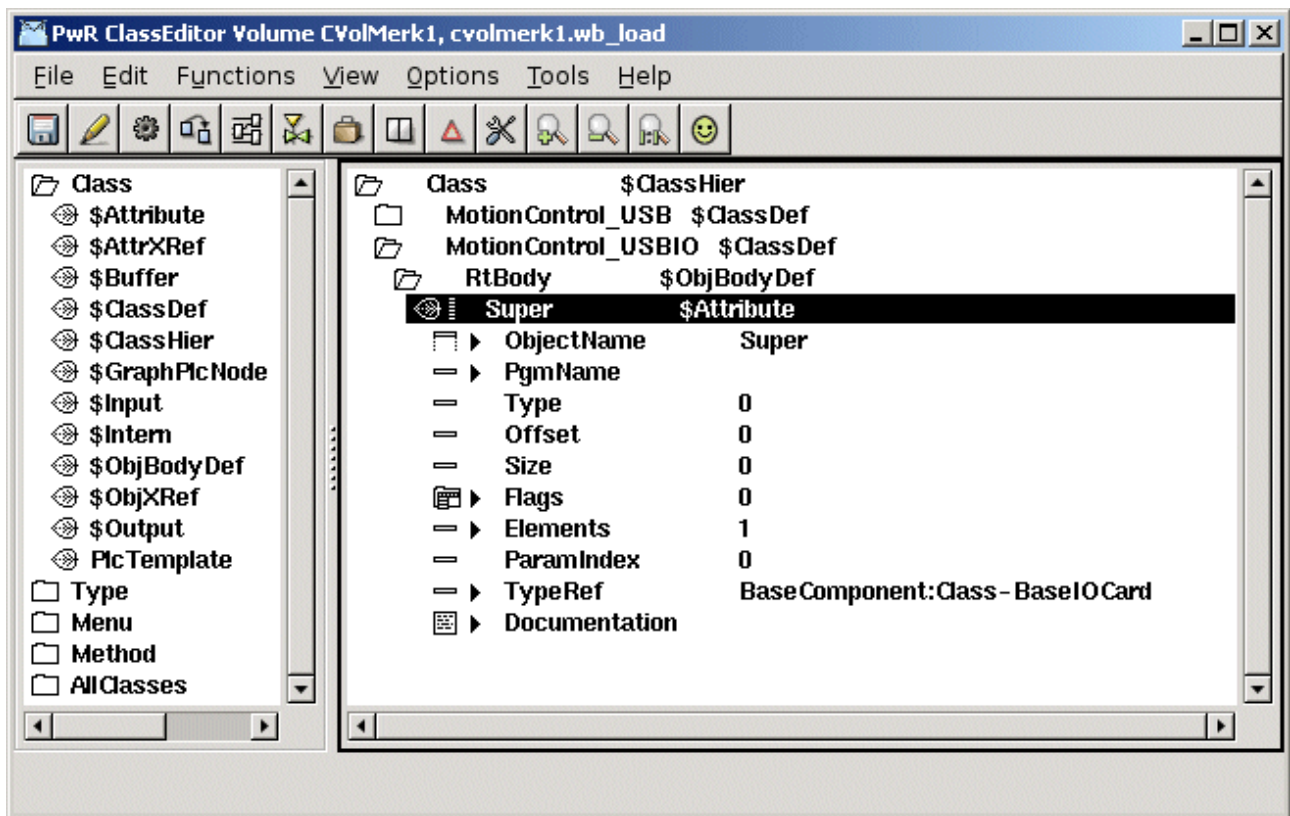 PwR ClassEditor Volume CVolMerk1, cvolmerk1.wb_load
File Edit Functions View Options Tools Help
Class
$Attribute
$AttrXRef
$Buffer
$ClassDef
$ClassHier
$GraphPlcNode
$Input
$Intern
$ObjBodyDef
$ObjXRef
$Output
PlcTemplate
Type
Menu
Method
AllClasses
Class $ClassHier
MotionControl_USB $ClassDef
MotionControl_USBIO $ClassDef
RtBody $ObjBodyDef
Super $Attribute
ObjectName Super
PgmName
Type 0
Offset 0
Size 0
Flags 0
Elements 1
ParamIndex 0
TypeRef BaseComponent:Class-BaseIOCard
Documentation